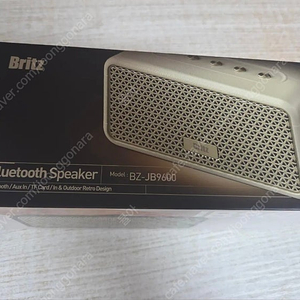 Britz
Bluetooth Speaker
Model : BZ-JB9600
Bluetooth / Aux In / TF Card / In & Outdoor Retro Design